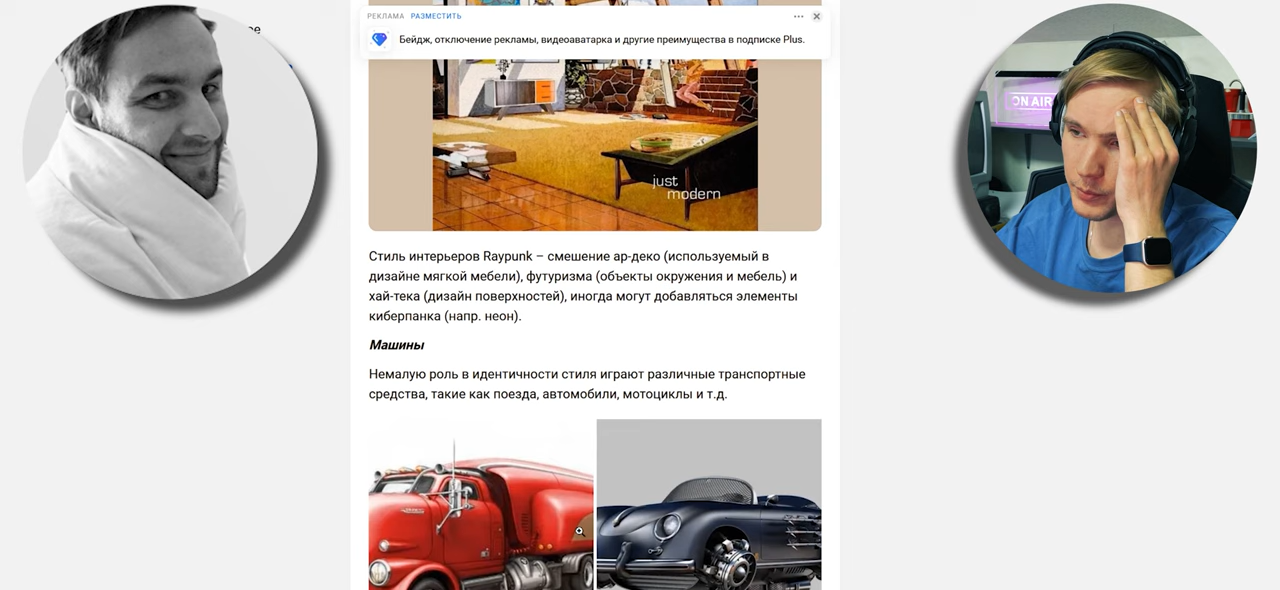 ое
РЕКЛАМА РАЗМЕСТИТЬ
Бейдж, отключение рекламы, видеоаватарка и другие преимущества в подписке Plus.
just
modern
ON AIR
Стиль интерьеров Raypunk – смешение ар-деко (используемый в
дизайне мягкой мебели), футуризма (объекты окружения и мебель) и
хай-тека (дизайн поверхностей), иногда могут добавляться элементы
киберпанка (напр. неон).
Машины
Немалую роль в идентичности стиля играют различные транспортные
средства, такие как поезда, автомобили, мотоциклы и т.д.